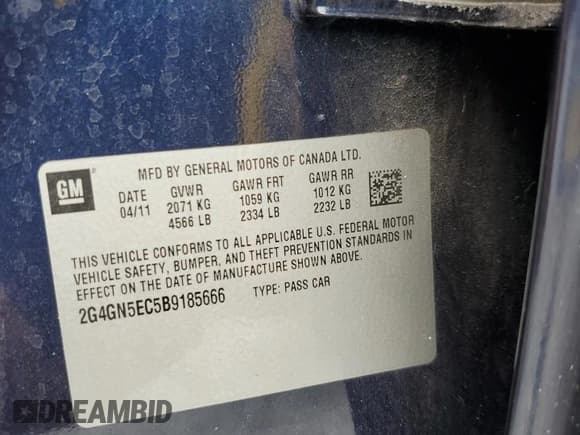 MFD BY GENERAL MOTORS OF CANADA LTD.
GM
DATE GVWR GAWR FRT GAWR RR
04/11 2071 KG 1059 KG 1012 KG
4566 LB 2334 LB 2232 LB
THIS VEHICLE CONFORMS TO ALL APPLICABLE U.S. FEDERAL MOTOR
VEHICLE SAFETY, BUMPER, AND THEFT PREVENTION STANDARDS IN
EFFECT ON THE DATE OF MANUFACTURE SHOWN ABOVE.
2G4GN5EC5B9185666 TYPE: PASS CAR
DREAMBID